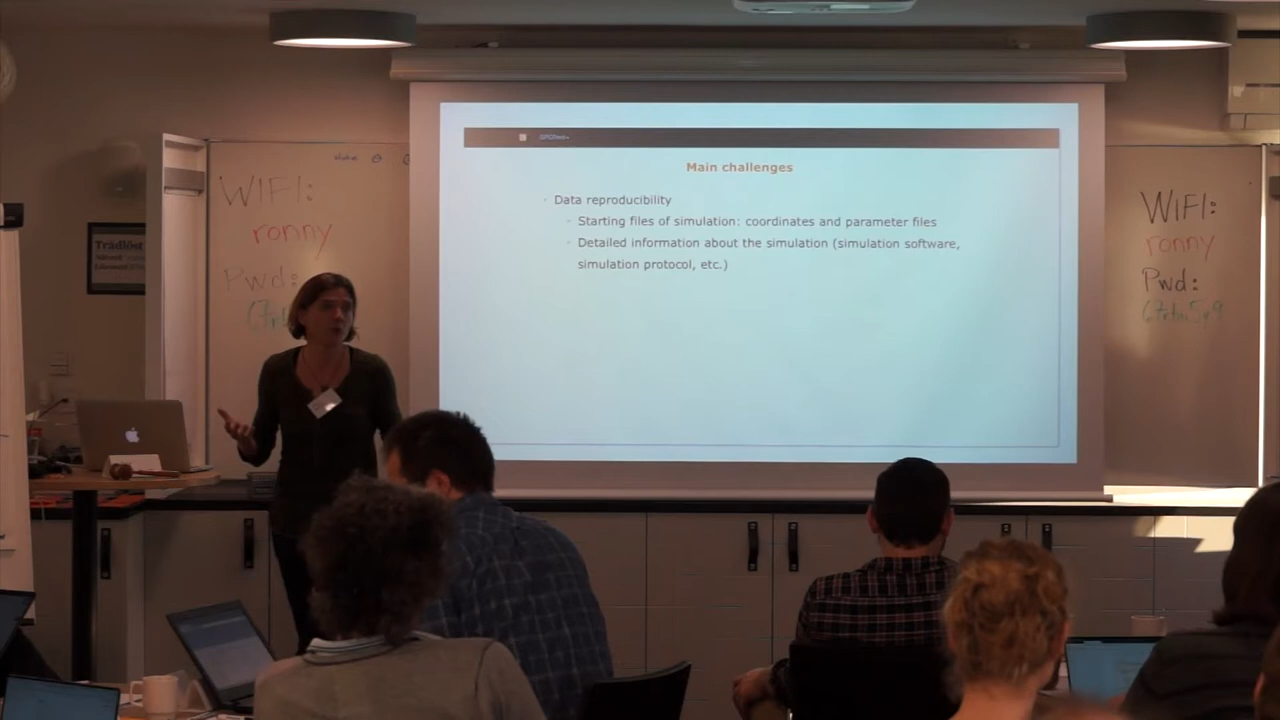 Main challenges
Data reproducibility
Starting files of simulation: coordinates and parameter files
Detailed information about the simulation (simulation software,
simulation protocol, etc.)
WIFI:
ronny
Pwd:
Trådlöst
WIFI:
ronny
Pwd: